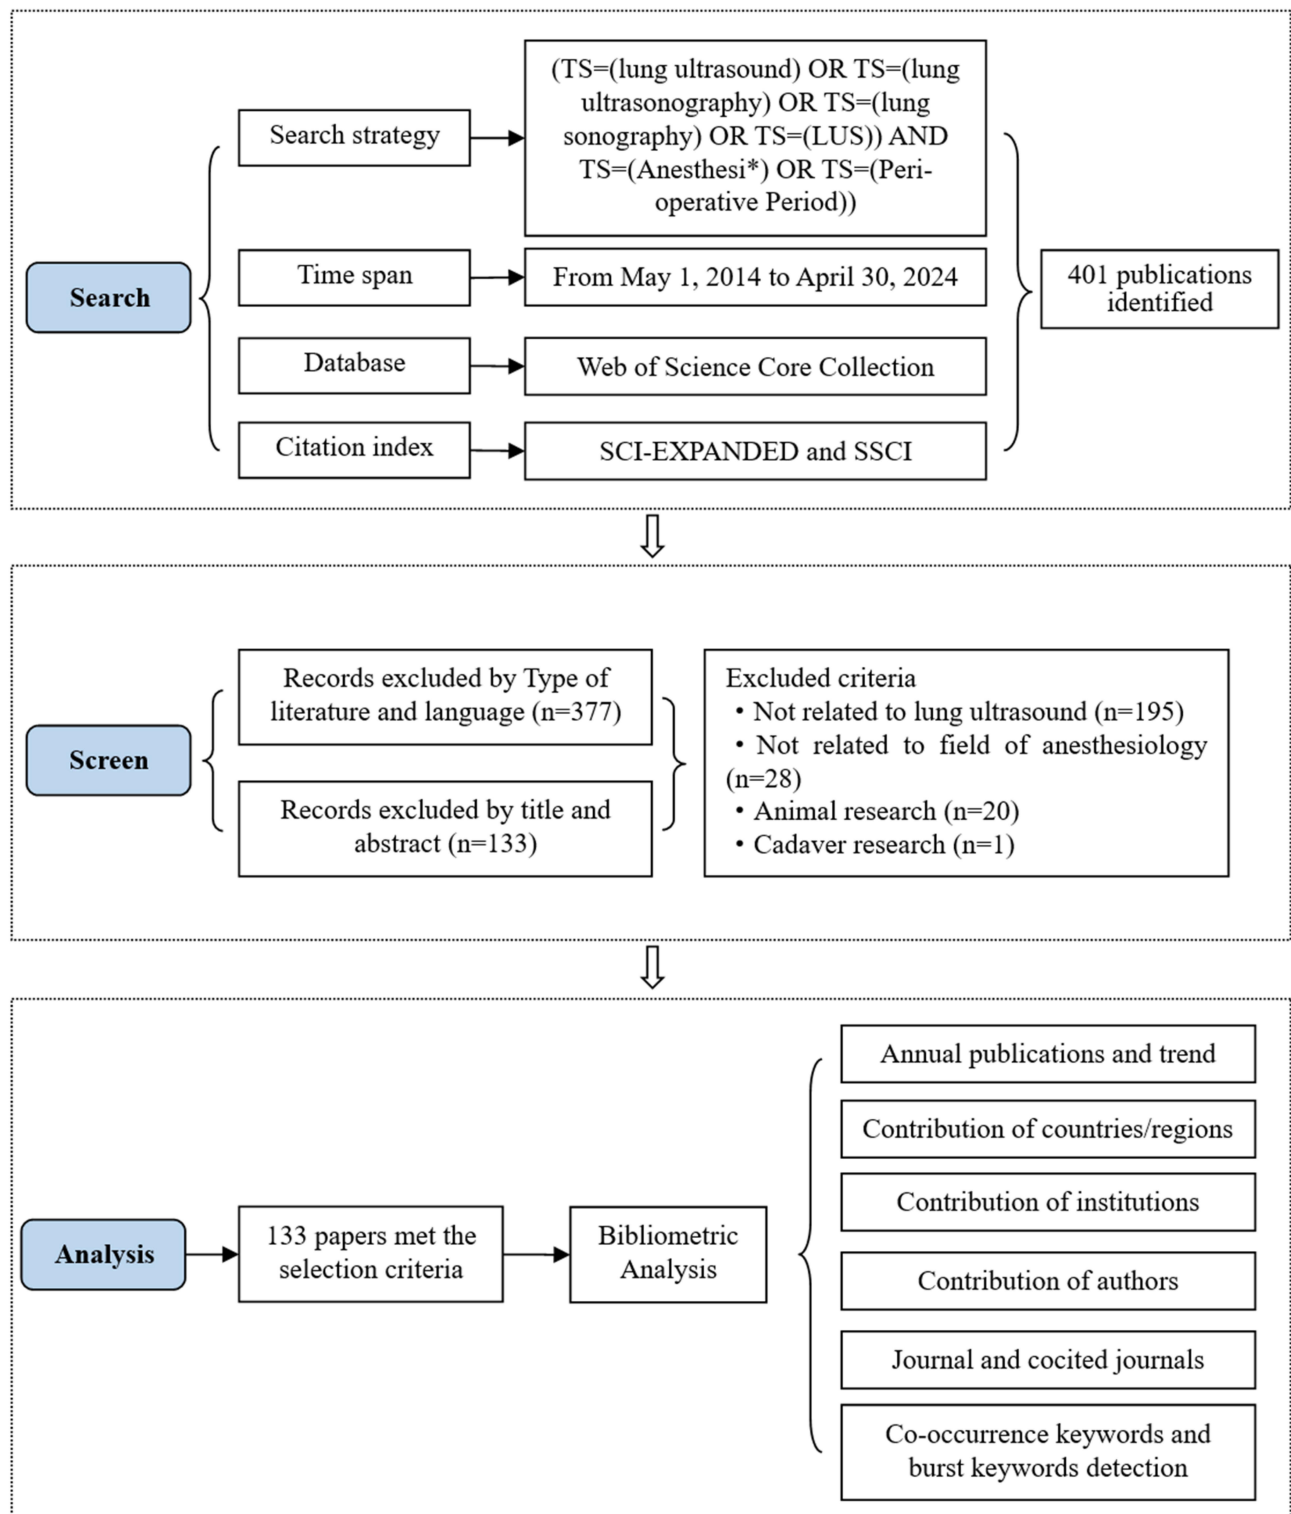 Search
Search strategy
(TS=(lung ultrasound) OR TS=(lung
ultrasonography) OR TS=(lung
sonography) OR TS=(LUS)) AND
TS=(Anesthesi*) OR TS=(Peri-
operative Period))
Time span
From May 1, 2014 to April 30, 2024
Database
Web of Science Core Collection
Citation index
SCI-EXPANDED and SSCI
401 publications
identified
Screen
Records excluded by Type of
literature and language (n=377)
Records excluded by title and
abstract (n=133)
Excluded criteria
• Not related to lung ultrasound (n=195)
• Not related to field of anesthesiology
(n=28)
• Animal research (n=20)
• Cadaver research (n=1)
Analysis
133 papers met the
selection criteria
Bibliometric
Analysis
Annual publications and trend
Contribution of countries/regions
Contribution of institutions
Contribution of authors
Journal and cocited journals
Co-occurrence keywords and
burst keywords detection